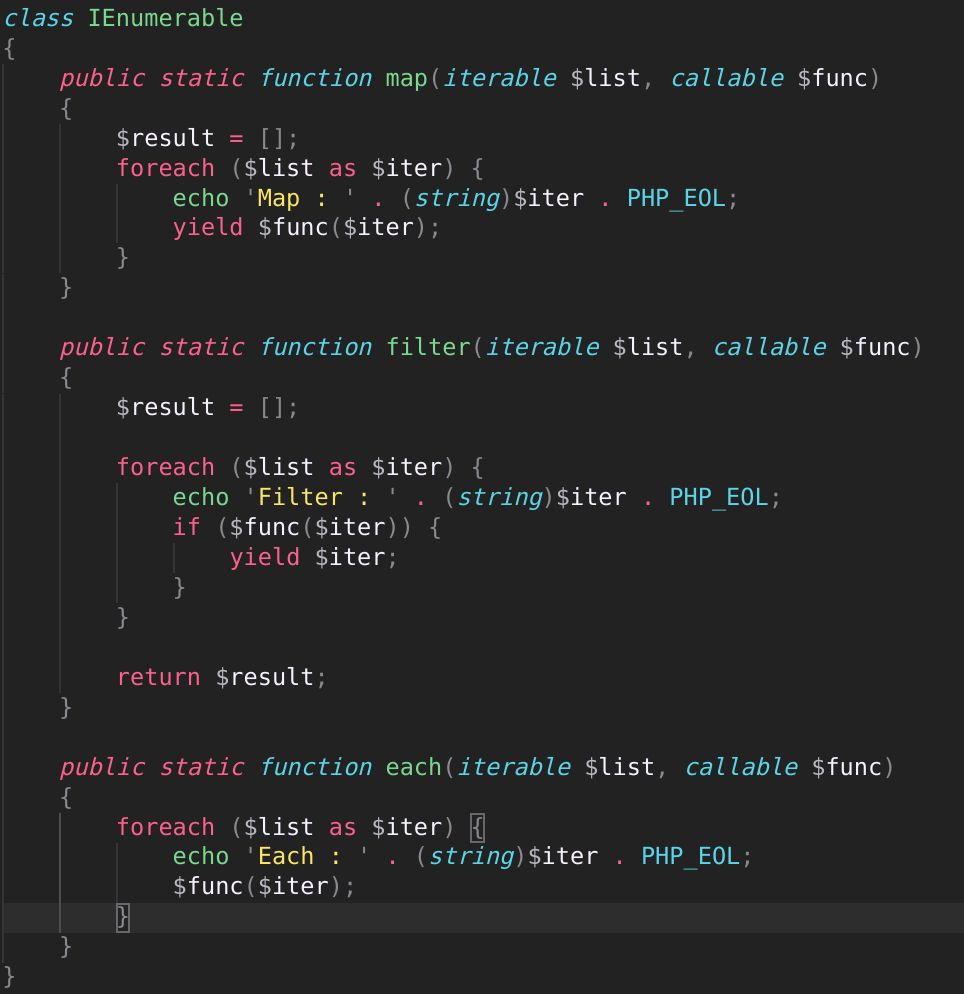 class IEnumerable
{
    public static function map(iterable $list, callable $func)
    {
        $result = [];
        foreach ($list as $iter) {
            echo 'Map : ' . (string)$iter . PHP_EOL;
            yield $func($iter);
        }
    }

    public static function filter(iterable $list, callable $func)
    {
        $result = [];

        foreach ($list as $iter) {
            echo 'Filter : ' . (string)$iter . PHP_EOL;
            if ($func($iter)) {
                yield $iter;
            }
        }

        return $result;
    }

    public static function each(iterable $list, callable $func)
    {
        foreach ($list as $iter) {
            echo 'Each : ' . (string)$iter . PHP_EOL;
            $func($iter);
        }
    }
}